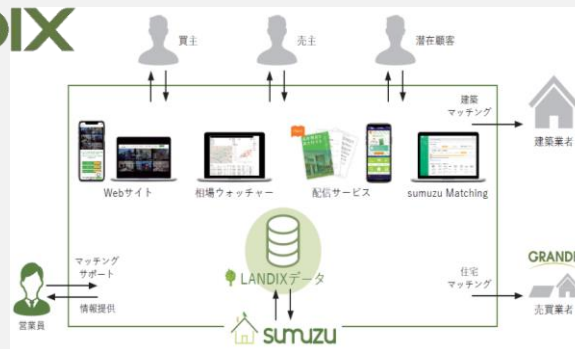 DIX
買主
売主
潜在顧客
建築
マッチング
建築業者
Webサイト
相場ウォッチャー
配信サービス
sumuzu Matching
LANDIXデータ
マッチング
サポート
情報提供
営業員
住宅
マッチング
GRANDI
売買業者
sumuzu